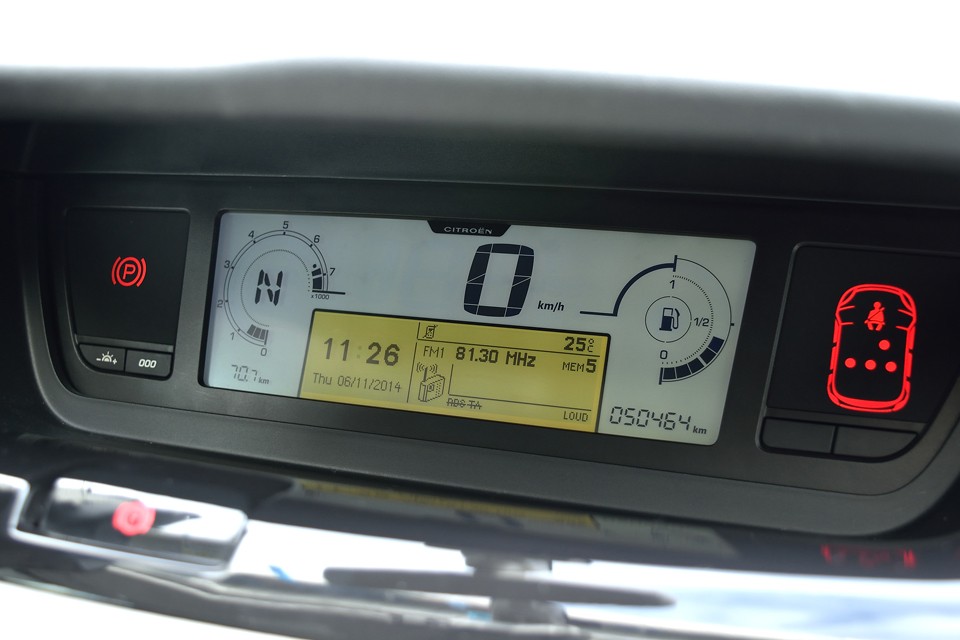 CITROËN
P
1 2 3 4 5 6 7
x1000
0
N
0
km/h
1
1/2
0
11:26
Thu 06/11/2014
25°C
FM1 81.30 MHz
MEM 5
RDS TA
LOUD
000
70.7 km
050464 km